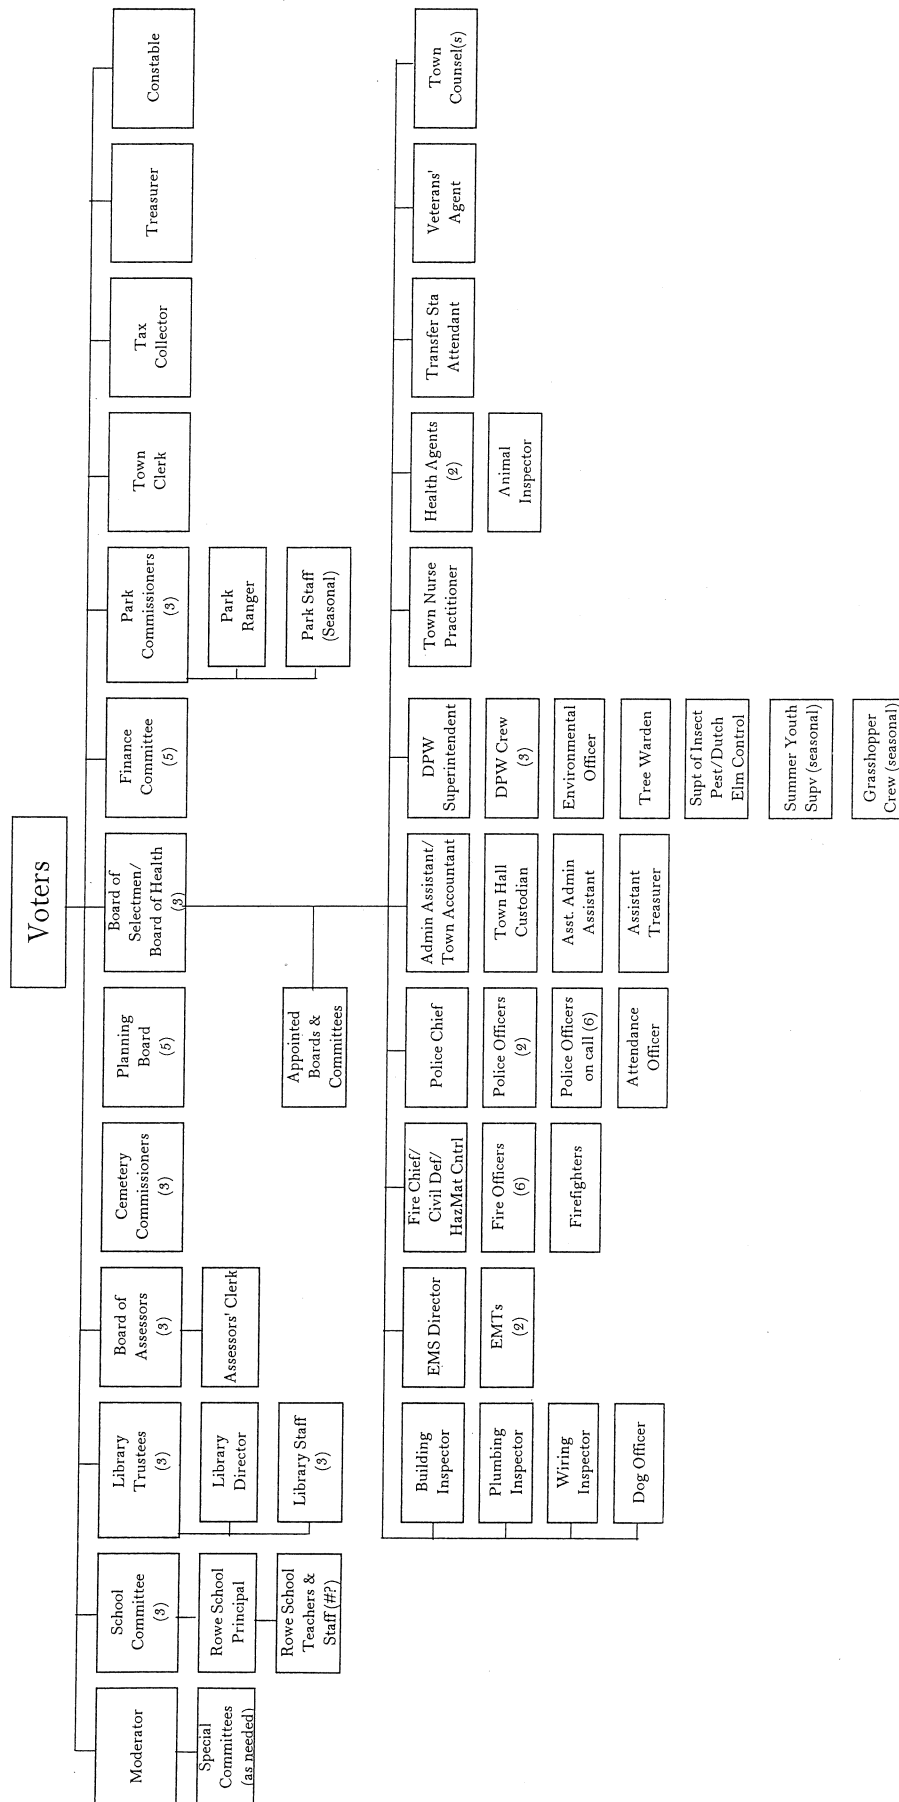 Voters
Moderator
Special
Committees
(as needed)
School
Committee
(3)
Rowe School
Principal
Rowe School
Teachers &
Staff (#?)
Library
Trustees
(3)
Library
Director
Library Staff
(3)
Board of
Assessors
(3)
Assessors' Clerk
Cemetery
Commissioners
(3)
Planning
Board
(5)
Board of
Selectmen/
Board of Health
(3)
Finance
Committee
(5)
Park
Commissioners
(3)
Park
Ranger
Park Staff
(Seasonal)
Town
Clerk
Tax
Collector
Treasurer
Constable
Appointed
Boards &
Committees
Building
Inspector
Plumbing
Inspector
Wiring
Inspector
Dog Officer
EMS Director
EMTs
(2)
Fire Chief/
Civil Def/
HazMat Cntrl
Fire Officers
(6)
Firefighters
Police Chief
Police Officers
(2)
Police Officers
on call (6)
Attendance
Officer
Admin Assistant/
Town Accountant
Town Hall
Custodian
Asst. Admin
Assistant
Assistant
Treasurer
DPW
Superintendent
DPW Crew
(3)
Environmental
Officer
Tree Warden
Supt of Insect
Pest/Dutch
Elm Control
Summer Youth
Supv (seasonal)
Grasshopper
Crew (seasonal)
Town Nurse
Practitioner
Health Agents
(2)
Animal
Inspector
Transfer Sta
Attendant
Veterans'
Agent
Town
Counsel(s)